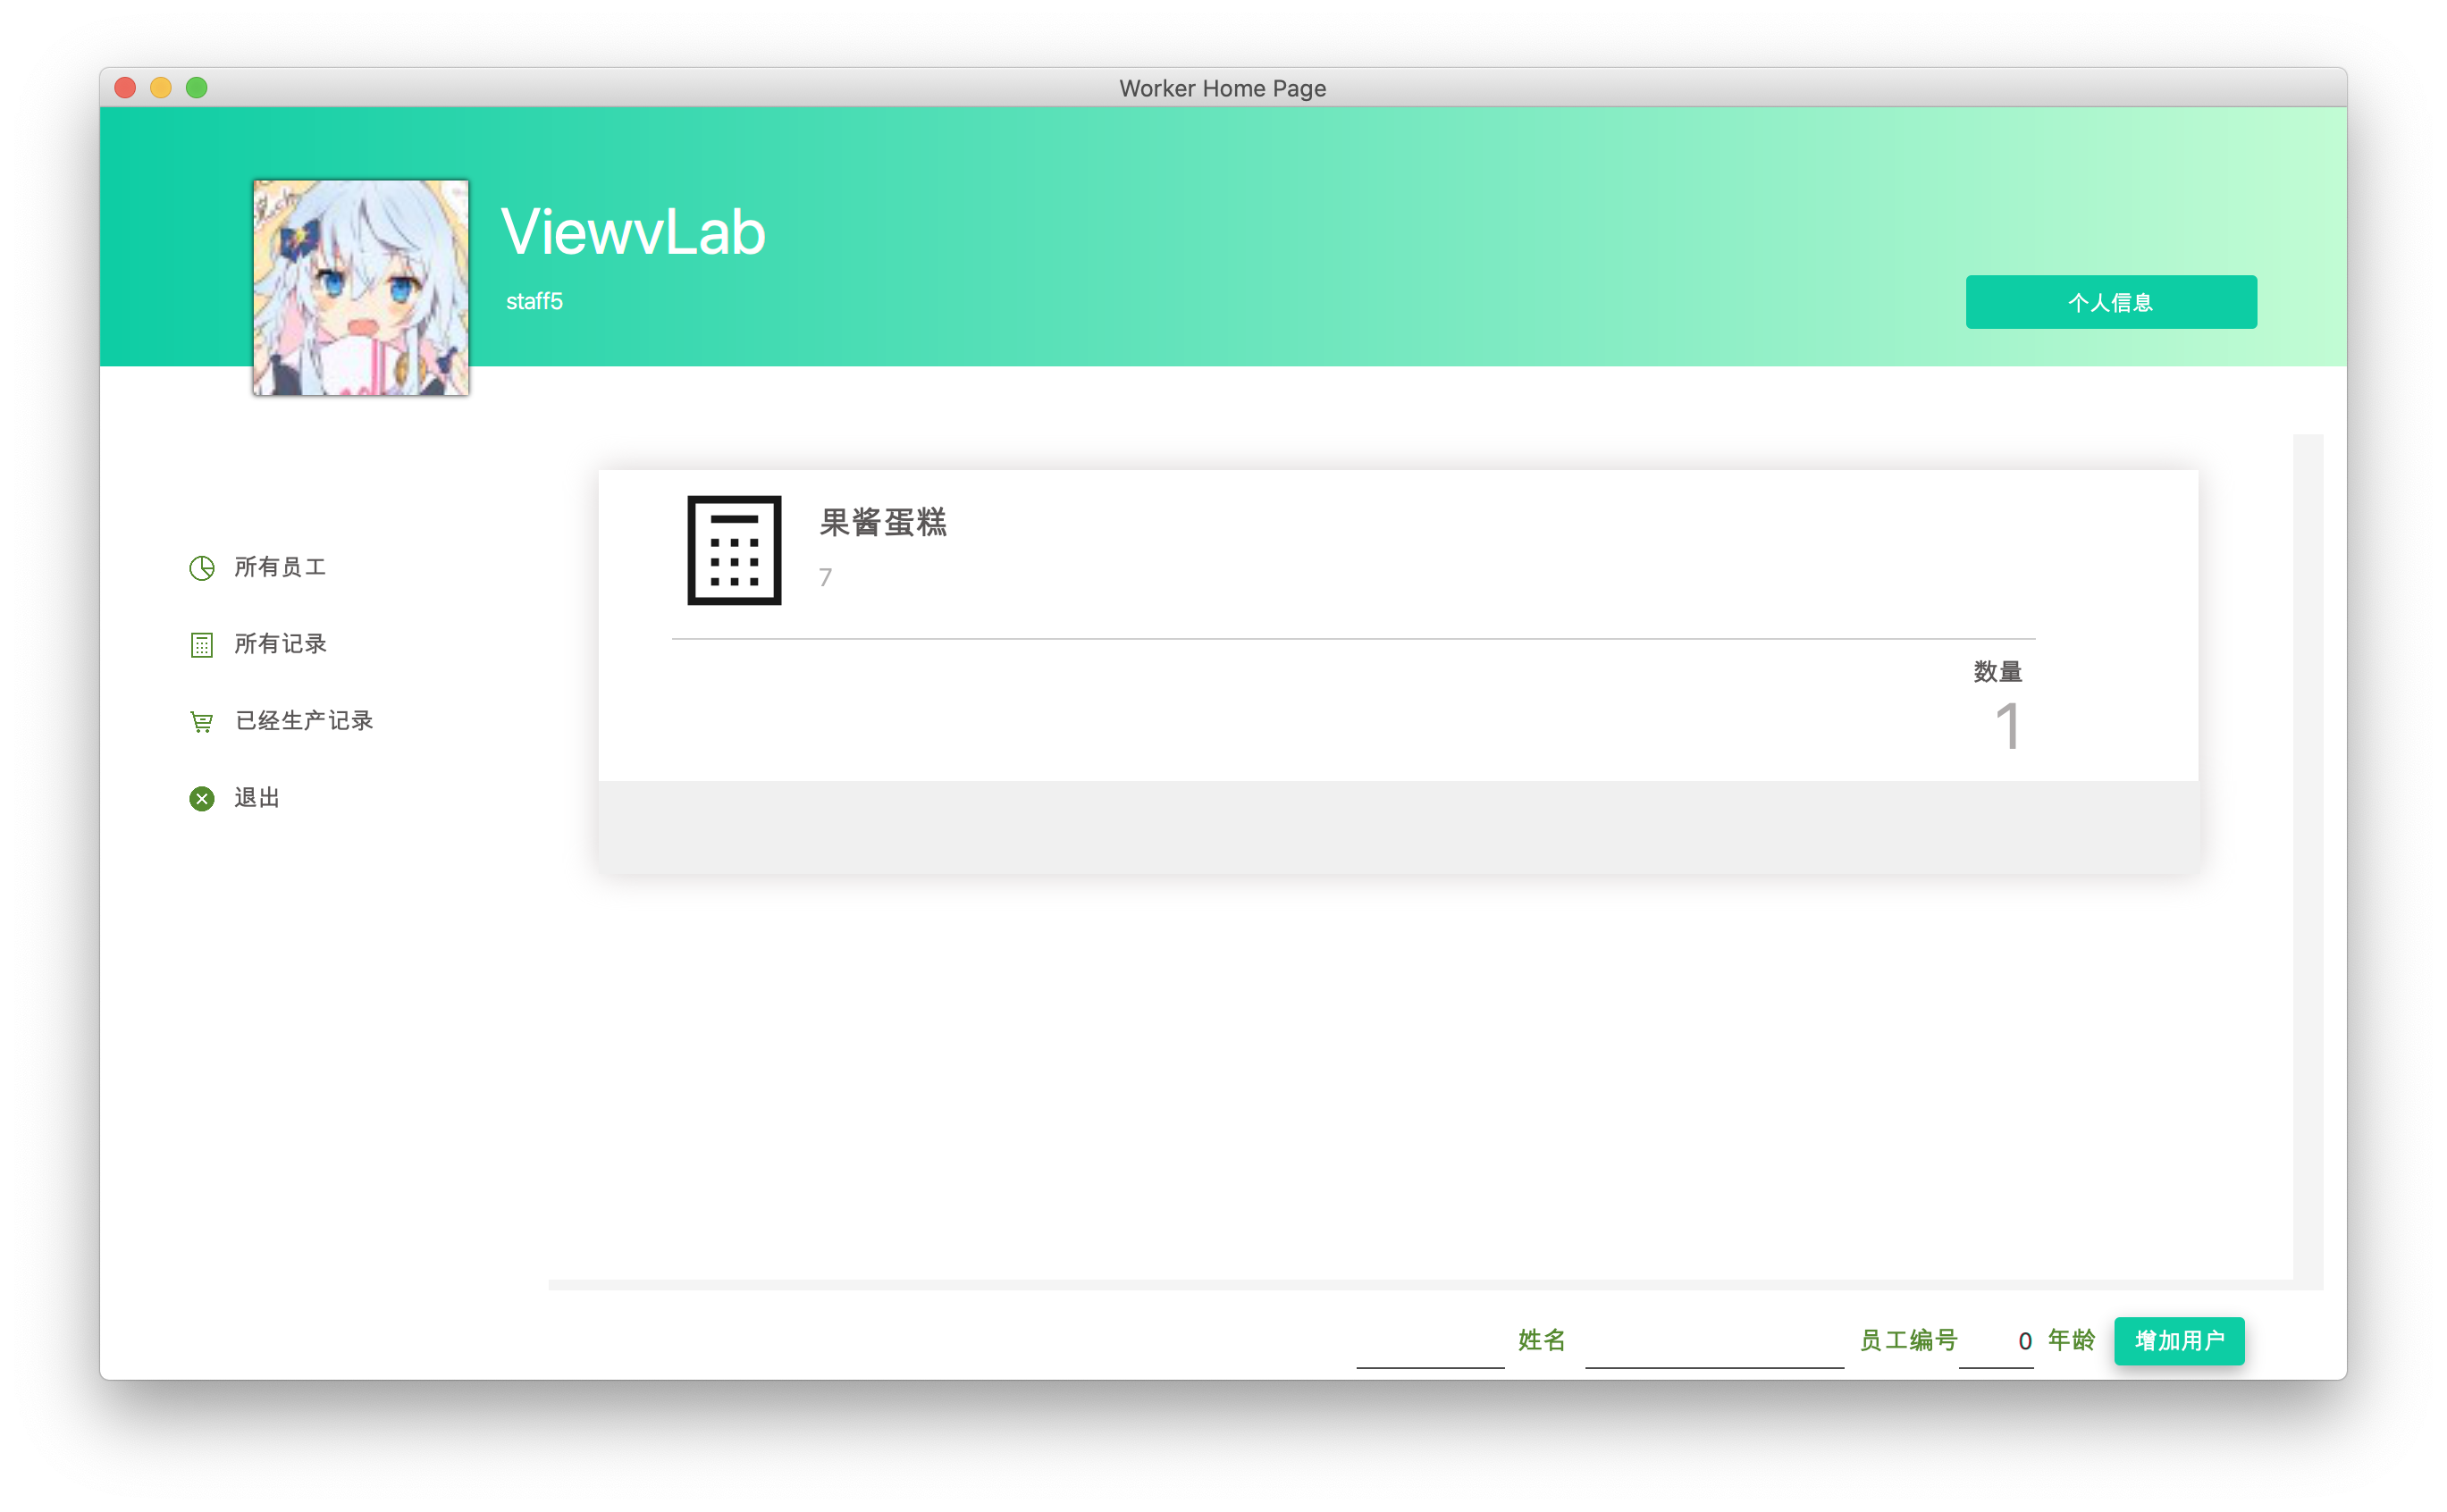 Worker Home Page
ViewvLab
staff5
个人信息
所有员工
所有记录
已经生产记录
退出
果酱蛋糕
7
数量
1
姓名
员工编号
0
年龄
增加用户